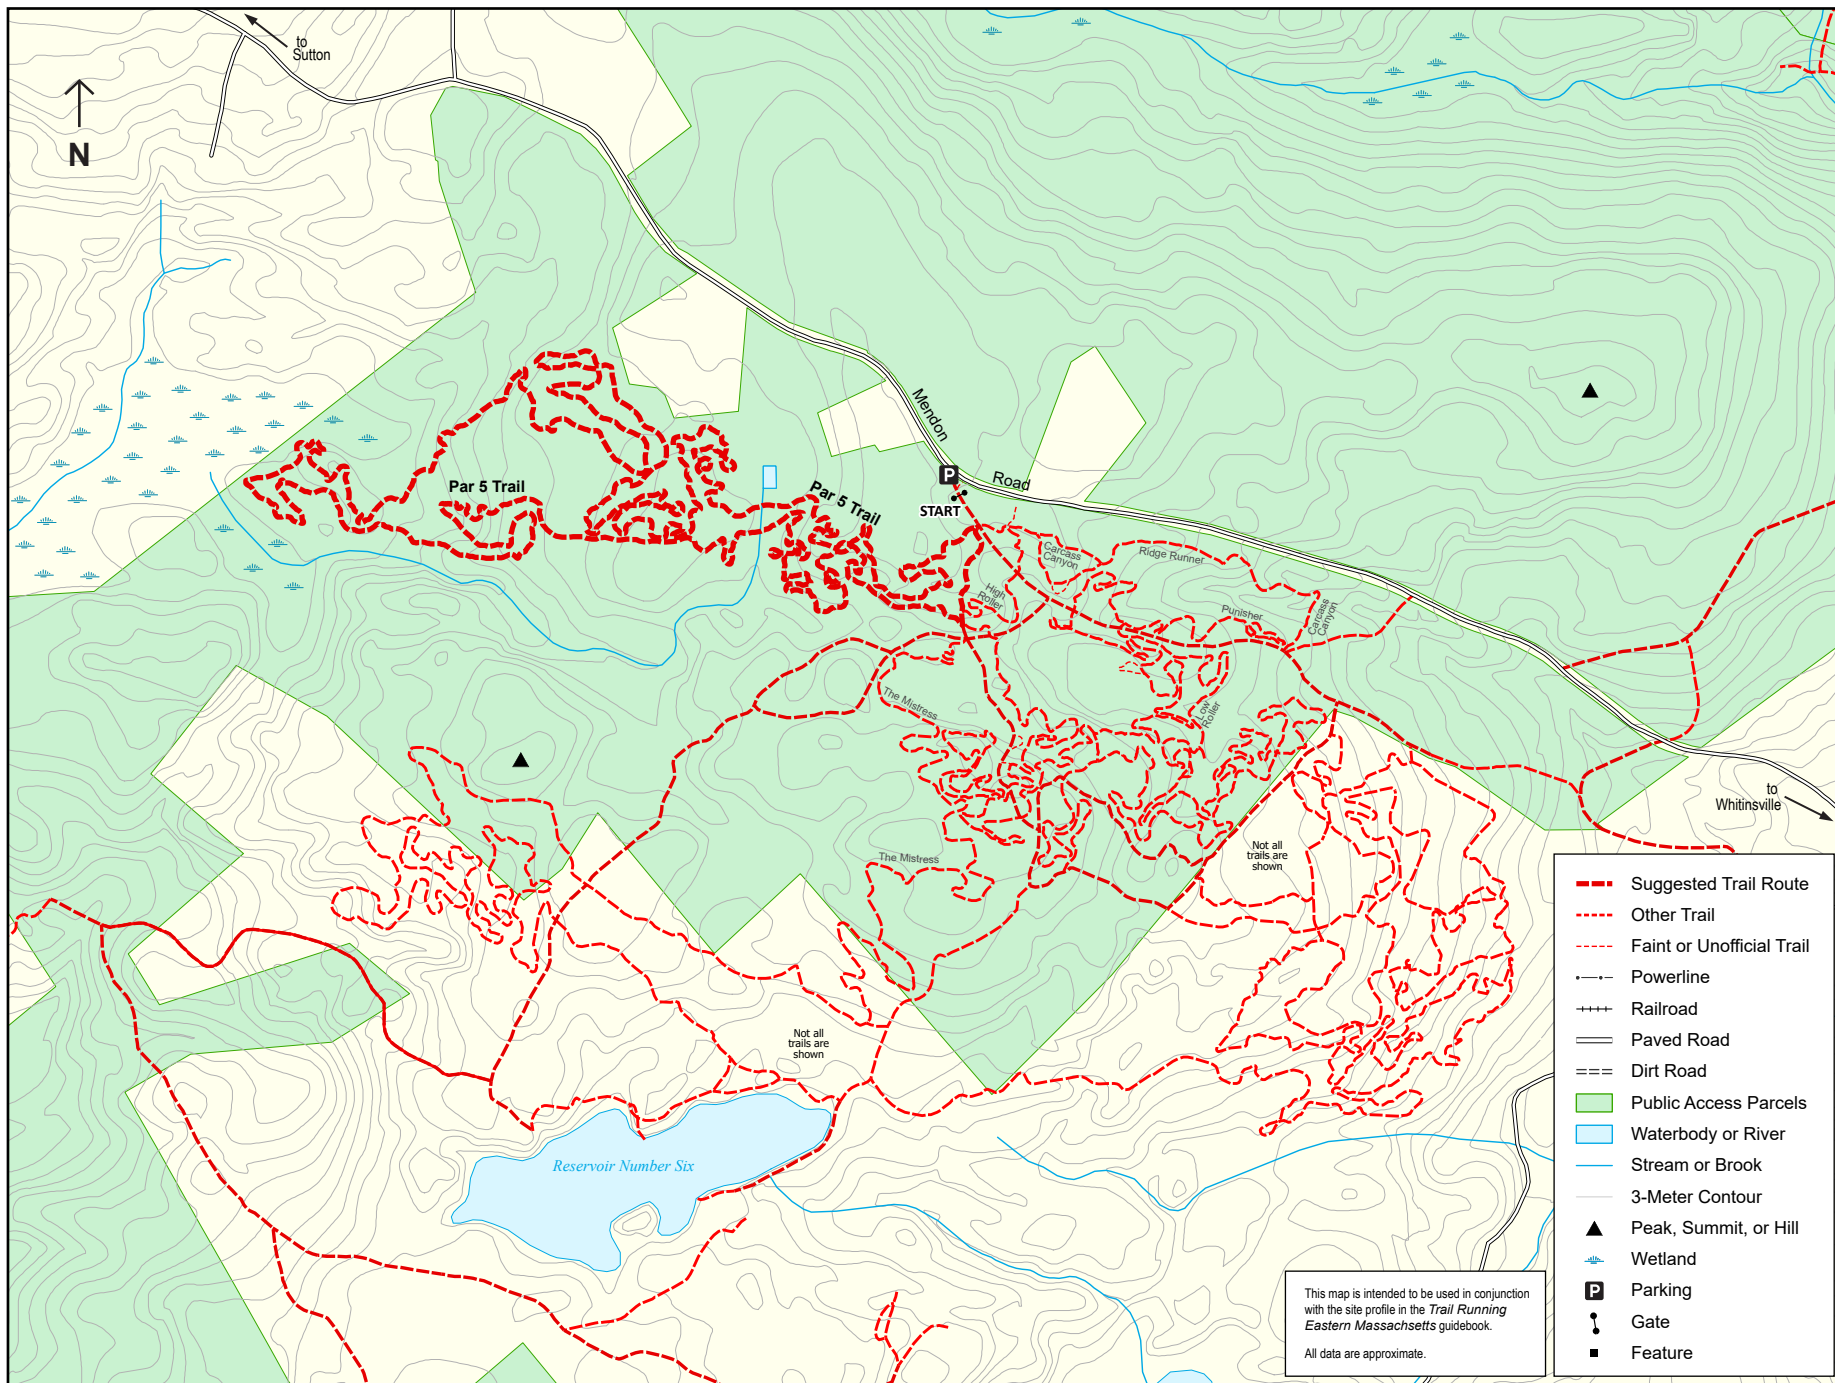 to
Sutton
N
Mendon
Road
P
START
Par 5 Trail
Par 5 Trail
Carcass
Canyon
Ridge Runner
High
Roller
Punisher
Carcass
Canyon
The Mistress
Low
Roller
to
Whitinsville
The Mistress
Not all
trails are
shown
Not all
trails are
shown
Reservoir Number Six
Suggested Trail Route
Other Trail
Faint or Unofficial Trail
Powerline
Railroad
Paved Road
Dirt Road
Public Access Parcels
Waterbody or River
Stream or Brook
3-Meter Contour
Peak, Summit, or Hill
Wetland
P Parking
Gate
Feature
This map is intended to be used in conjunction
with the site profile in the Trail Running
Eastern Massachsetts guidebook.
All data are approximate.